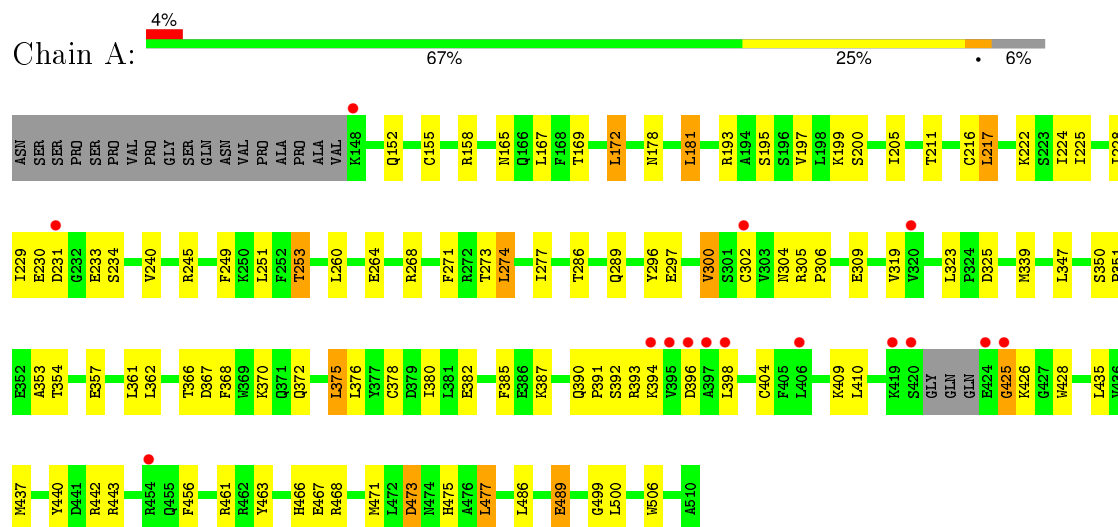 4%
Chain A:
67% 25% • 6%
ASN SER SER PRO SER PRO VAL PRO GLY SER GLN ASN VAL PRO ALA PRO ALA VAL K148 Q152 C155 R158 N165 Q166 L167 F168 T169 L172 N178 L181 R193 A194 S195 S196 V197 L198 K199 S200 I205 T211 C216 L217 K222 S223 I224 I225 I228
I229 E230 D231 G232 E233 S234 V240 R245 F249 K250 L251 F252 T253 L260 E264 R268 F271 R272 T273 L274 I277 T286 Q289 Y296 E297 V300 S301 C302 V303 N304 R305 P306 E309 V319 V320 L323 P324 D325 M339 L347 S350 P351
E352 A353 T354 E357 L361 L362 T366 D367 F368 W369 K370 Q371 Q372 L375 L376 Y377 C378 D379 I380 L381 E382 F385 E386 K387 Q390 P391 S392 R393 K394 V395 D396 A397 L398 C404 F405 L406 K409 L410 K419 S420 GLY GLN GLN E424 G425 K426 G427 W428 L435 V436
M437 Y440 D441 R442 R443 R454 Q455 F456 R461 R462 Y463 H466 E467 R468 M471 L472 D473 N474 H475 A476 L477 L486 E489 G499 L500 W506 A510